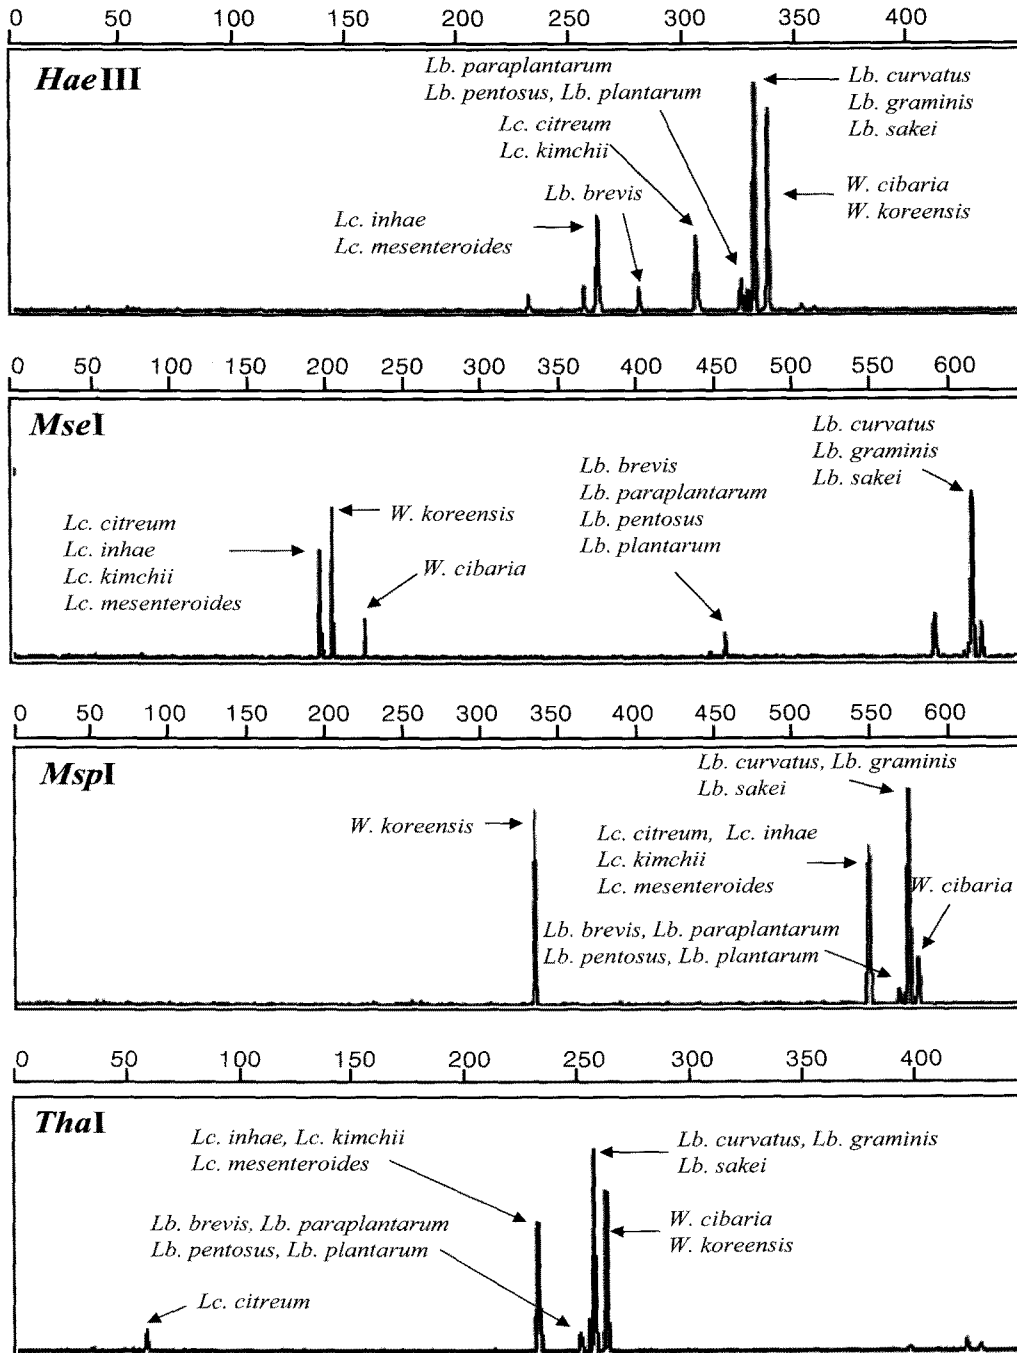 0 50 100 150 200 250 300 350 400
HaeIII
Lb. paraplantarum
Lb. pentosus, Lb. plantarum
Lc. citreum
Lc. kimchii
Lb. brevis
Lc. inhae
Lc. mesenteroides
Lb. curvatus
Lb. graminis
Lb. sakei
W. cibaria
W. koreensis
0 50 100 150 200 250 300 350 400 450 500 550 600
MseI
Lc. citreum
Lc. inhae
Lc. kimchii
Lc. mesenteroides
W. koreensis
W. cibaria
Lb. brevis
Lb. paraplantarum
Lb. pentosus
Lb. plantarum
Lb. curvatus
Lb. graminis
Lb. sakei
0 50 100 150 200 250 300 350 400 450 500 550 600
MspI
W. koreensis
Lb. curvatus, Lb. graminis
Lb. sakei
Lc. citreum, Lc. inhae
Lc. kimchii
Lc. mesenteroides
W. cibaria
Lb. brevis, Lb. paraplantarum
Lb. pentosus, Lb. plantarum
0 50 100 150 200 250 300 350 400
ThaI
Lc. inhae, Lc. kimchii
Lc. mesenteroides
Lb. brevis, Lb. paraplantarum
Lb. pentosus, Lb. plantarum
Lc. citreum
Lb. curvatus, Lb. graminis
Lb. sakei
W. cibaria
W. koreensis